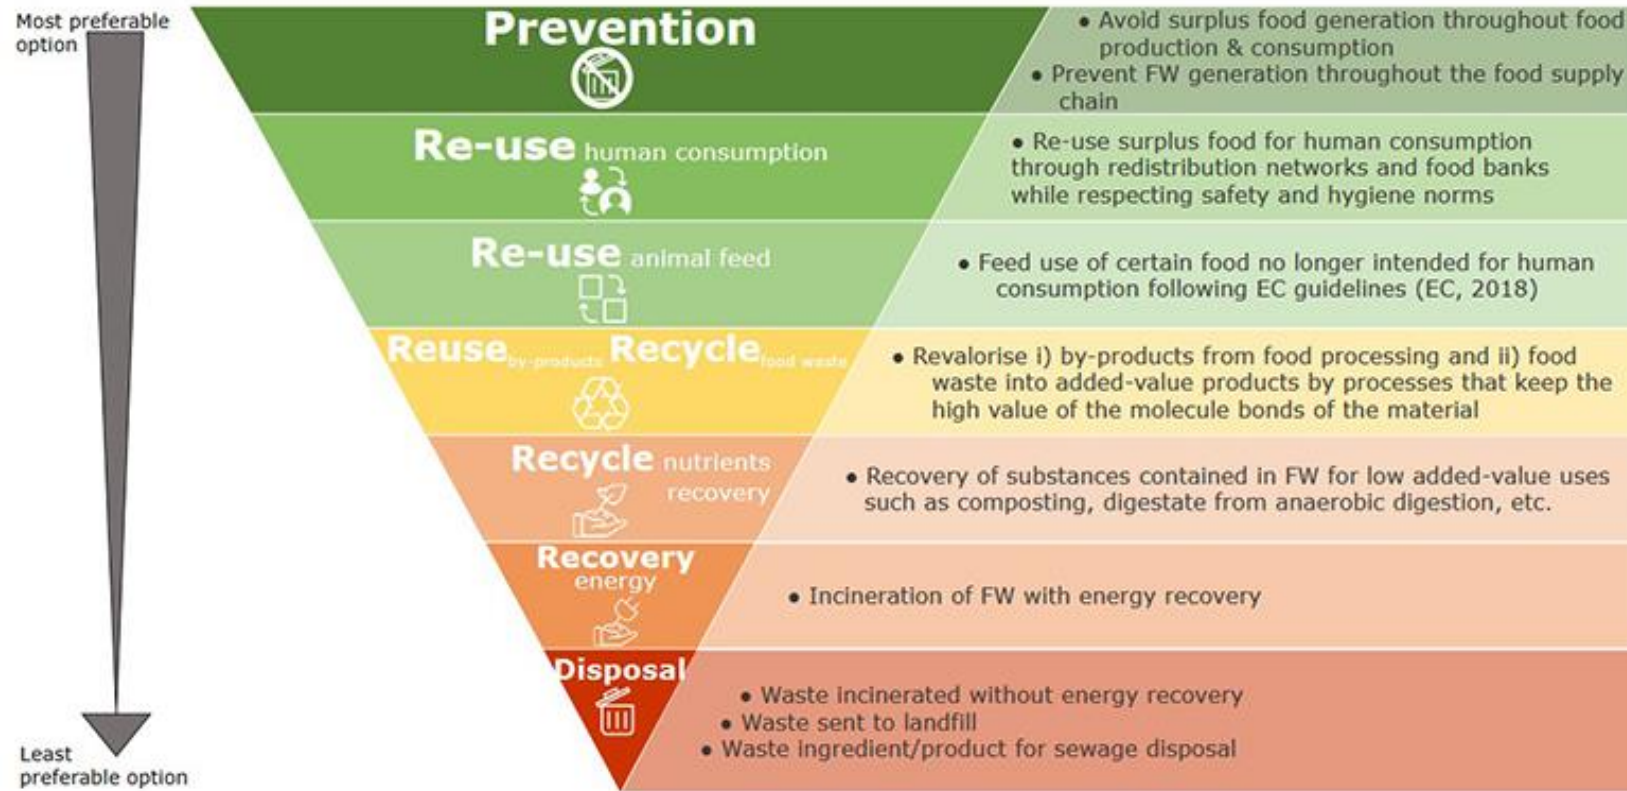 Most preferable
option
Prevention
● Avoid surplus food generation throughout food
production & consumption
● Prevent FW generation throughout the food supply
chain
Re-use human consumption
● Re-use surplus food for human consumption
through redistribution networks and food banks
while respecting safety and hygiene norms
Re-use animal feed
● Feed use of certain food no longer intended for human
consumption following EC guidelines (EC, 2018)
Reuse by-products Recycle food waste
● Revalorise i) by-products from food processing and ii) food
waste into added-value products by processes that keep the
high value of the molecule bonds of the material
Recycle nutrients
recovery
● Recovery of substances contained in FW for low added-value uses
such as composting, digestate from anaerobic digestion, etc.
Recovery
energy
● Incineration of FW with energy recovery
Disposal
● Waste incinerated without energy recovery
● Waste sent to landfill
● Waste ingredient/product for sewage disposal
Least
preferable option